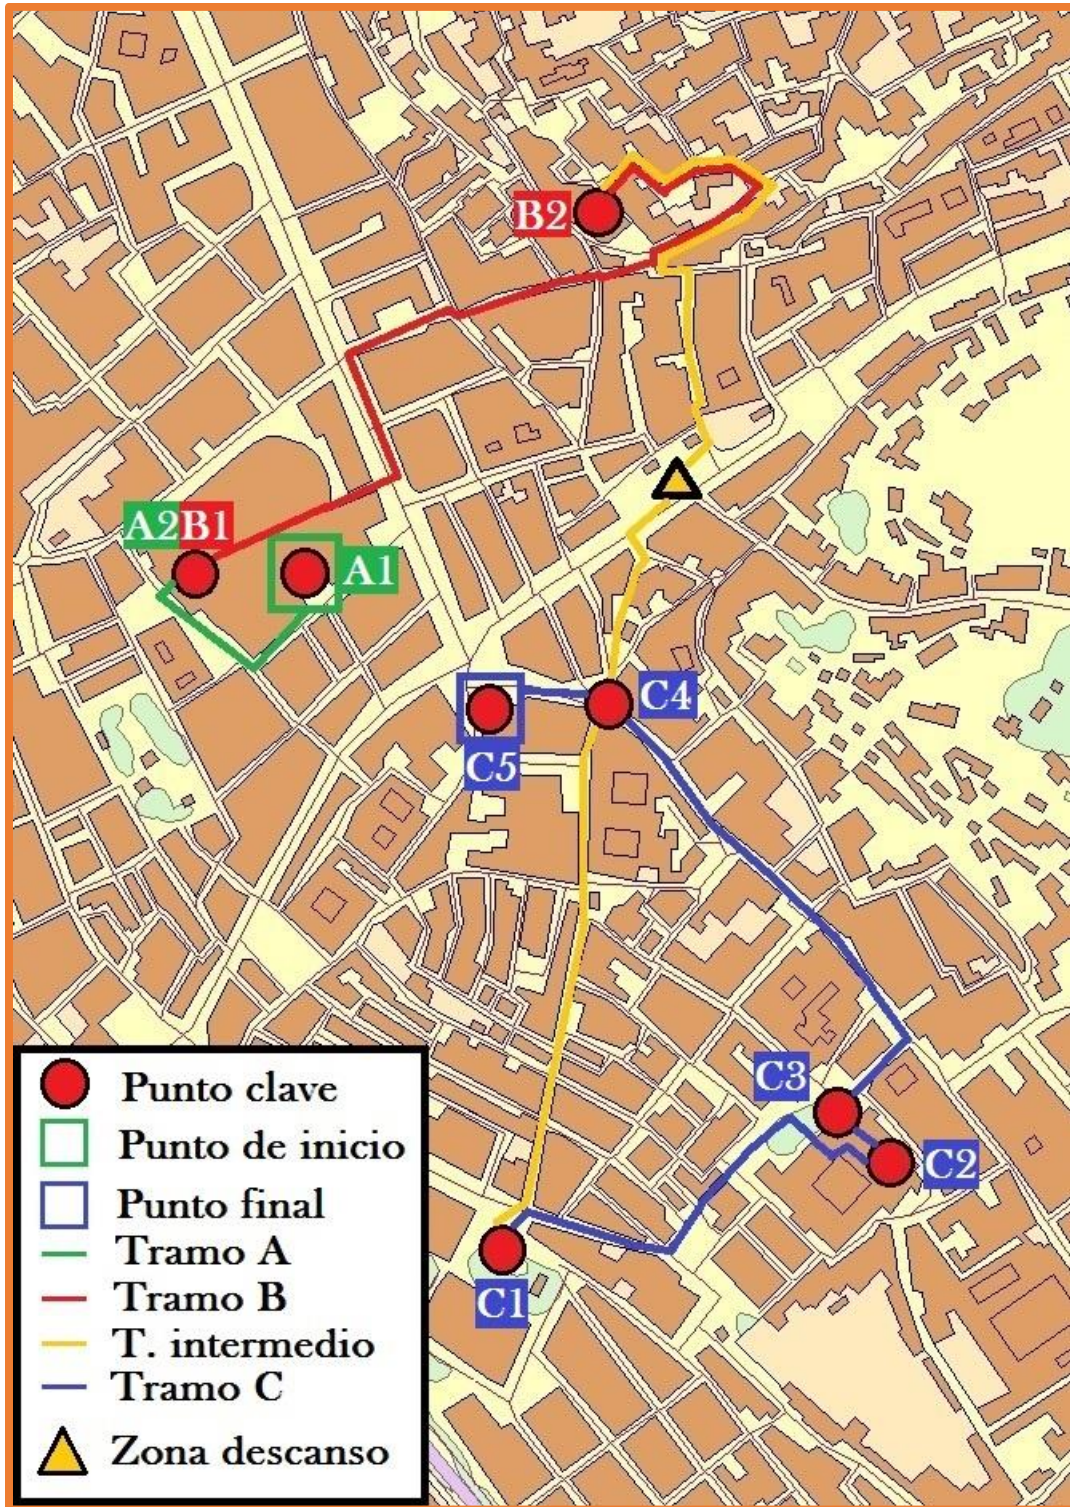 B2
A2B1
A1
C4
C5
C3
C2
C1
Punto clave
Punto de inicio
Punto final
Tramo A
Tramo B
T. intermedio
Tramo C
Zona descanso